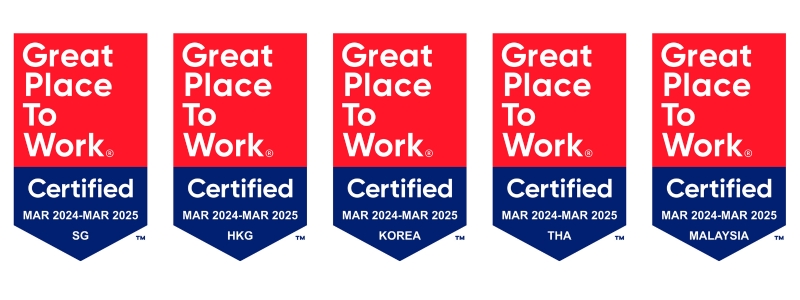 Great
Place
To
Work®
Certified
MAR 2024-MAR 2025
SG
™
Great
Place
To
Work®
Certified
MAR 2024-MAR 2025
HKG
™
Great
Place
To
Work®
Certified
MAR 2024-MAR 2025
KOREA
™
Great
Place
To
Work®
Certified
MAR 2024-MAR 2025
THA
™
Great
Place
To
Work®
Certified
MAR 2024-MAR 2025
MALAYSIA
™